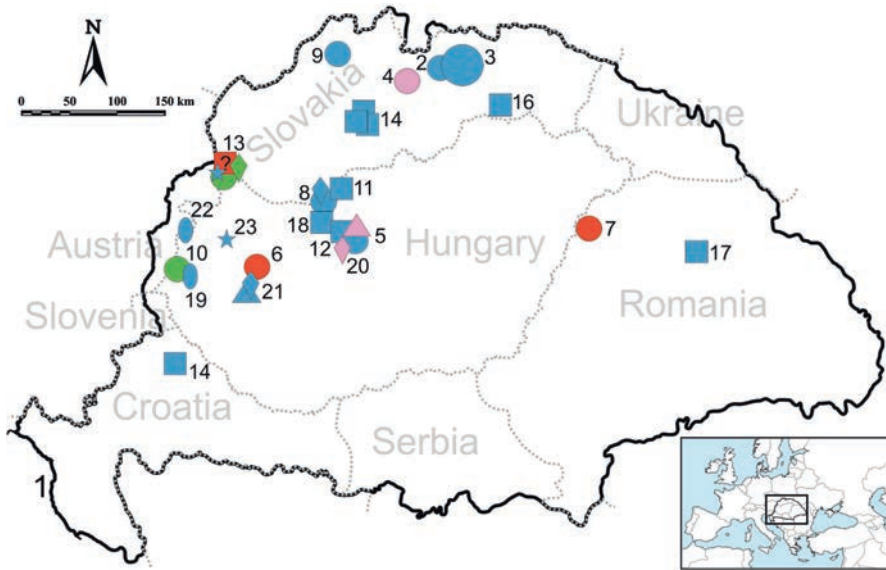 N
0 50 100 150 km
9
2
3
4
16
Slovakia
14
Ukraine
13
?
8
11
22
Austria
23
18
12
5
Hungary
7
10
6
20
17
19
21
Slovenia
Romania
14
Croatia
Serbia
1